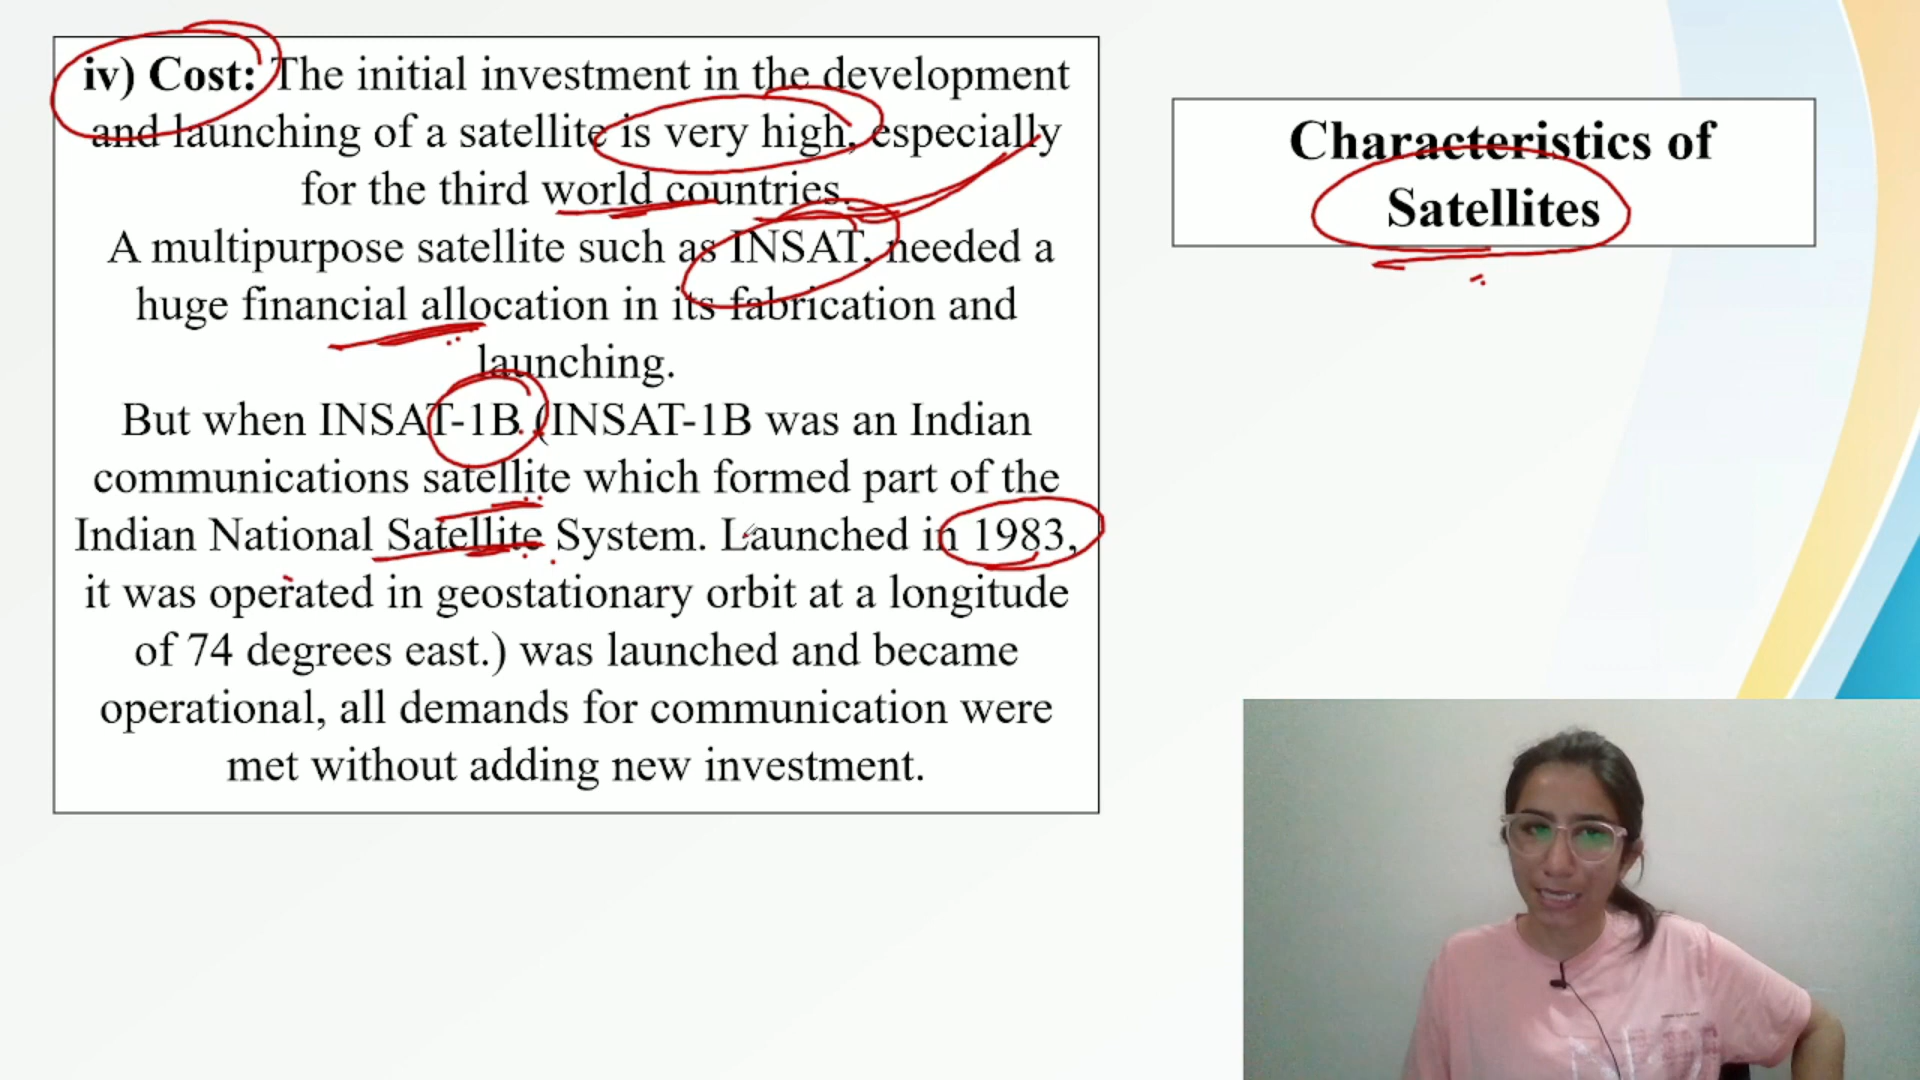 iv) Cost: The initial investment in the development
and launching of a satellite is very high, especially
for the third world countries.
A multipurpose satellite such as INSAT, needed a
huge financial allocation in its fabrication and
launching.
But when INSAT-1B (INSAT-1B was an Indian
communications satellite which formed part of the
Indian National Satellite System. Launched in 1983,
it was operated in geostationary orbit at a longitude
of 74 degrees east.) was launched and became
operational, all demands for communication were
met without adding new investment.
Characteristics of
Satellites